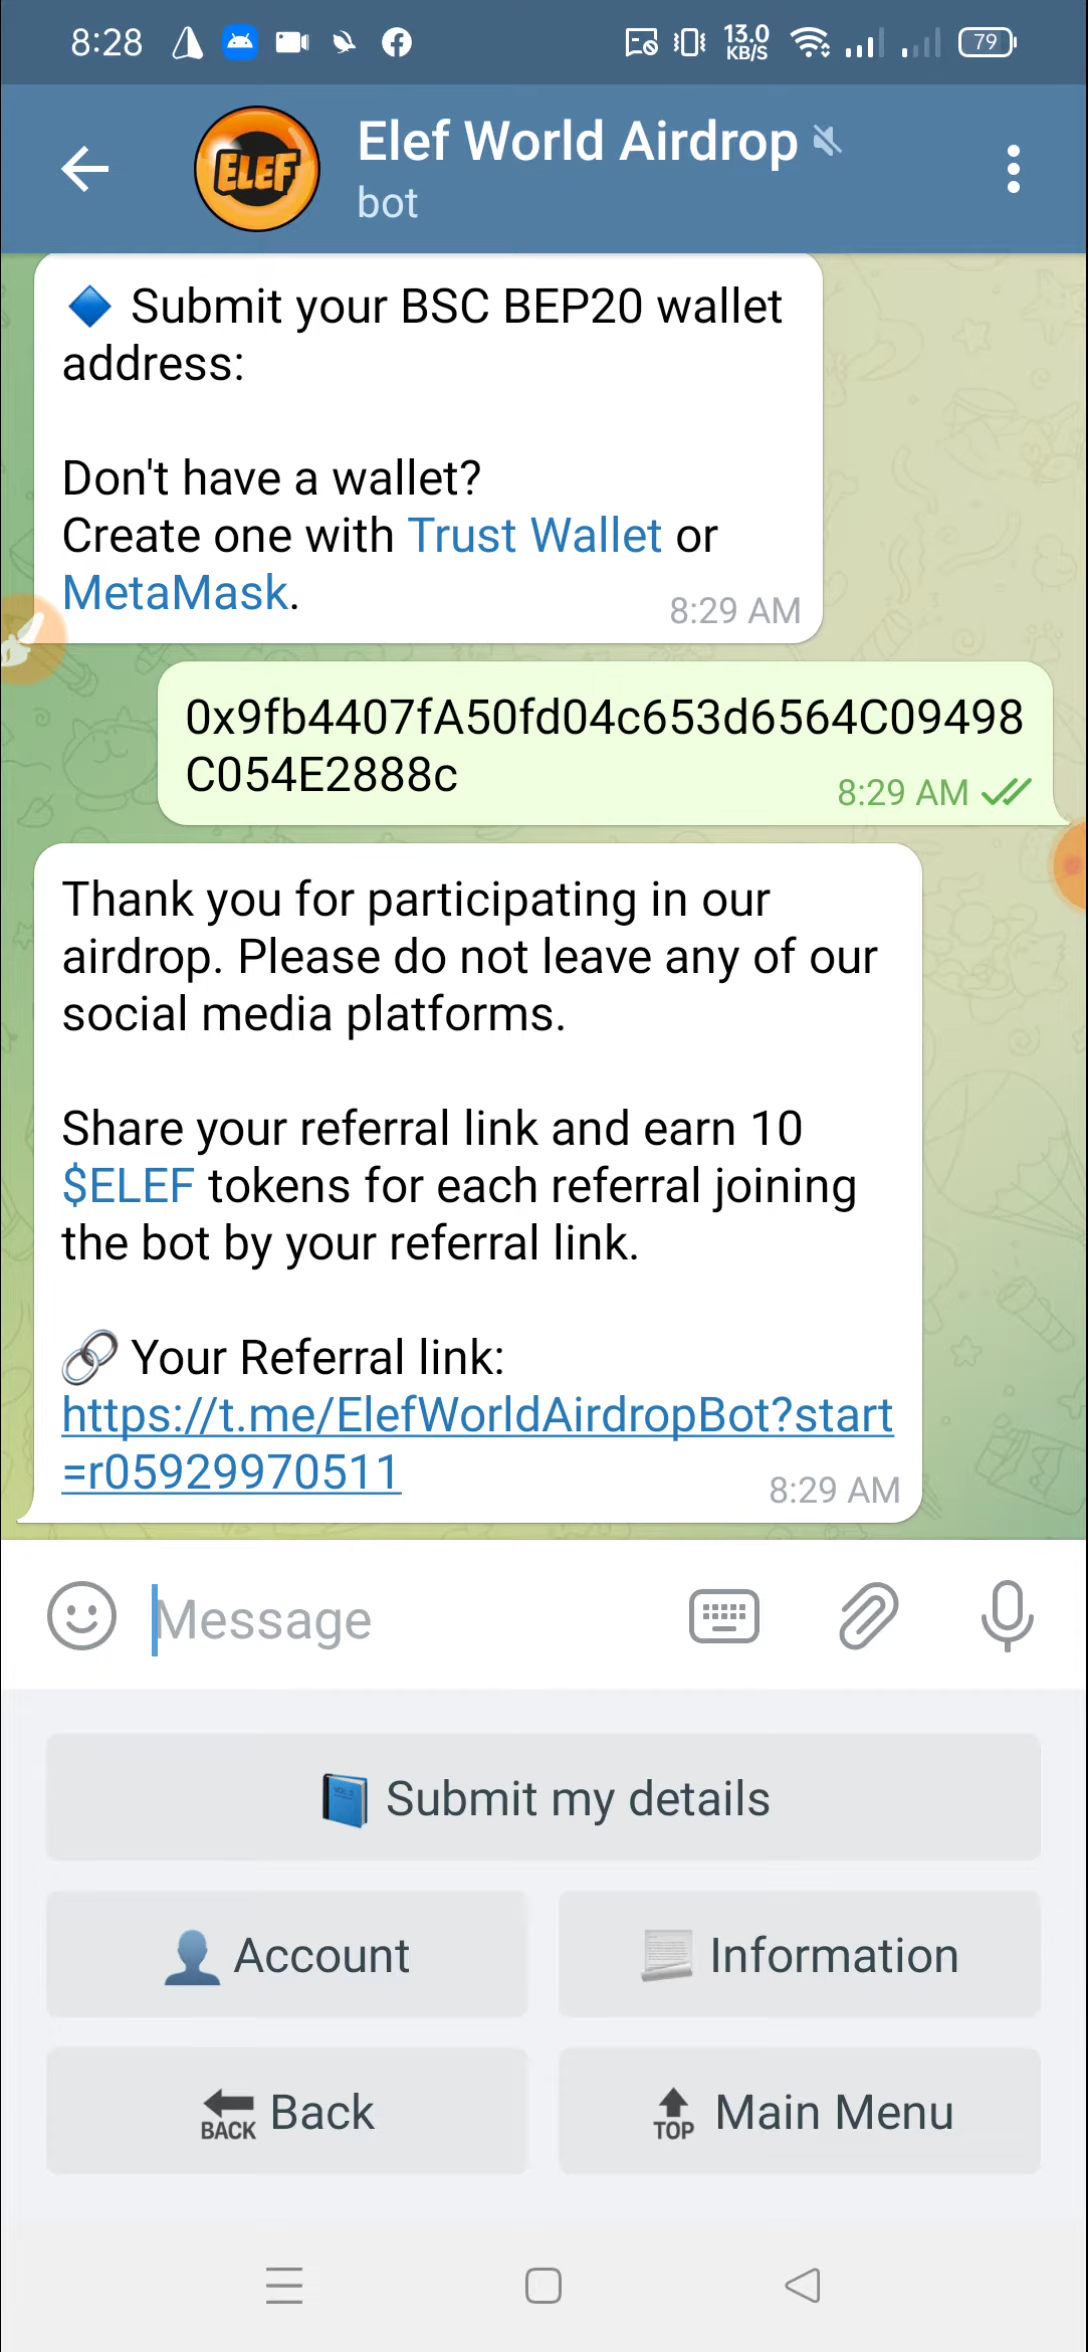 8:28
13.0
KB/S
79
ELEF
Elef World Airdrop
bot
Submit your BSC BEP20 wallet
address:
Don't have a wallet?
Create one with Trust Wallet or
MetaMask.
8:29 AM
0x9fb4407fA50fd04c653d6564C09498
C054E2888c
8:29 AM
Thank you for participating in our
airdrop. Please do not leave any of our
social media platforms.
Share your referral link and earn 10
$ELEF tokens for each referral joining
the bot by your referral link.
Your Referral link:
https://t.me/ElefWorldAirdropBot?start
=r05929970511
8:29 AM
Message
Submit my details
Account
Information
BACK Back
TOP Main Menu